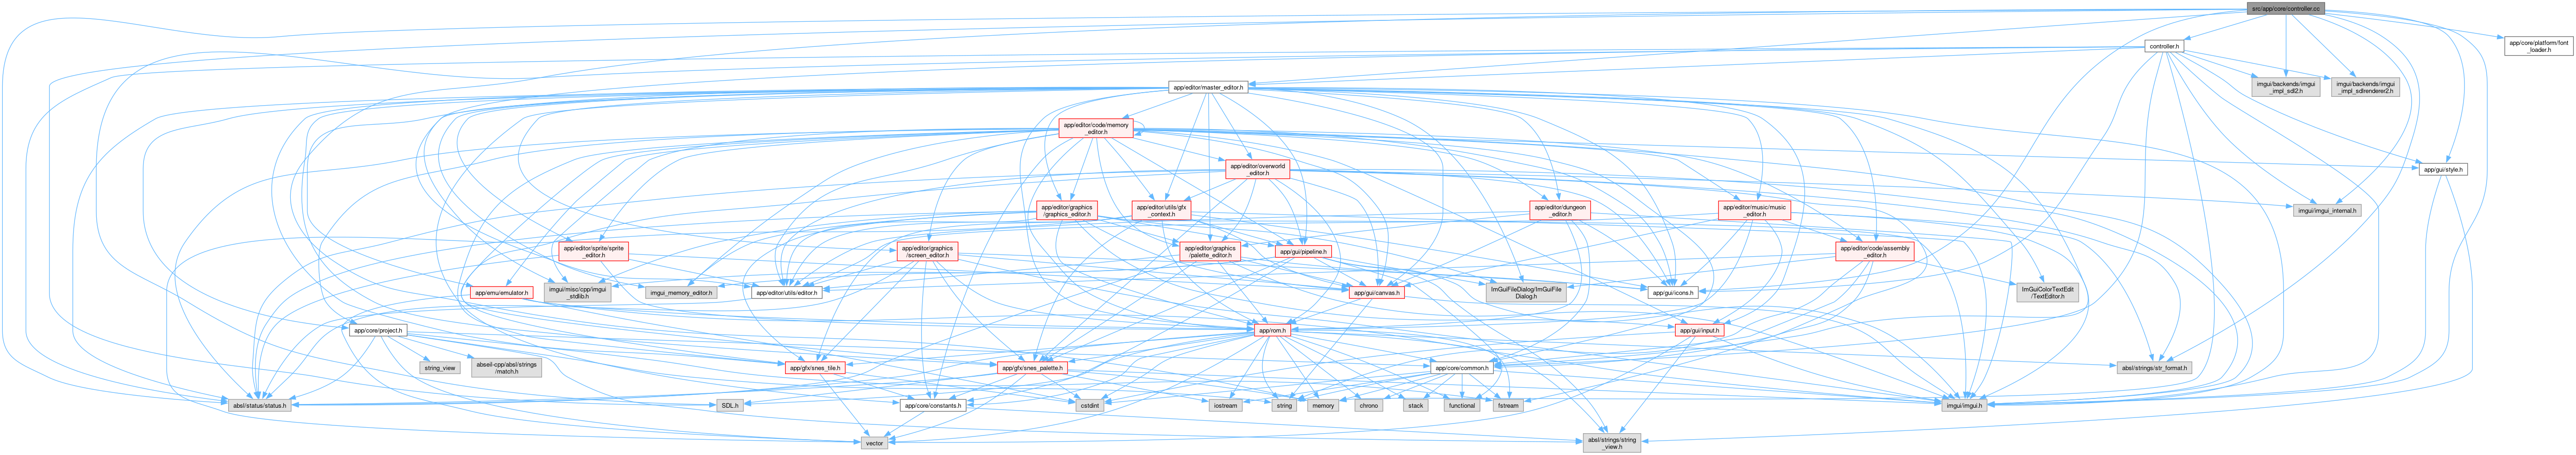 src/app/core/controller.cc
app/core/platform/font
_loader.h
controller.h
imgui/backends/imgui
_impl_sdl2.h
imgui/backends/imgui
_impl_sdlrenderer2.h
app/editor/master_editor.h
app/editor/code/memory
_editor.h
app/editor/overworld
_editor.h
app/gui/style.h
app/editor/graphics
/graphics_editor.h
app/editor/utils/gfx
_context.h
app/editor/dungeon
_editor.h
app/editor/music/music
_editor.h
imgui/imgui_internal.h
app/editor/sprite/sprite
_editor.h
app/editor/graphics
/screen_editor.h
app/editor/graphics
/palette_editor.h
app/gui/pipeline.h
app/editor/code/assembly
_editor.h
app/emu/emulator.h
imgui/misc/cpp/imgui
_stdlib.h
imgui_memory_editor.h
app/editor/utils/editor.h
app/gui/canvas.h
ImGuiFileDialog/ImGuiFile
Dialog.h
app/gui/icons.h
ImGuiColorTextEdit
/TextEditor.h
app/core/project.h
app/rom.h
app/gui/input.h
string_view
abseil-cpp/absl/strings
/match.h
app/gfx/snes_tile.h
app/gfx/snes_palette.h
app/core/common.h
absl/strings/str_format.h
absl/status/status.h
SDL.h
app/core/constants.h
cstdint
iostream
string
memory
chrono
stack
functional
fstream
imgui/imgui.h
vector
absl/strings/string
_view.h